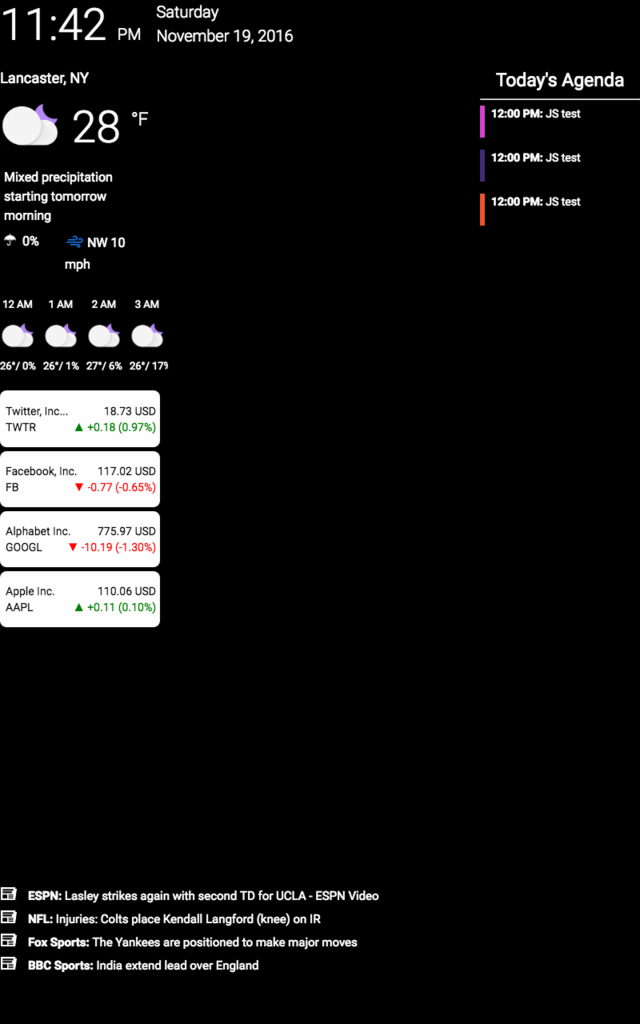 11:42 PM
Saturday
November 19, 2016
Lancaster, NY
28 °F
Mixed precipitation
starting tomorrow
morning
0% NW 10
mph
12 AM 1 AM 2 AM 3 AM
26°/ 0% 26°/ 1% 27°/ 6% 26°/ 17%
Twitter, Inc... 18.73 USD
TWTR ▲ +0.18 (0.97%)
Facebook, Inc. 117.02 USD
FB ▼ -0.77 (-0.65%)
Alphabet Inc. 775.97 USD
GOOGL ▼ -10.19 (-1.30%)
Apple Inc. 110.06 USD
AAPL ▲ +0.11 (0.10%)
Today's Agenda
12:00 PM: JS test
12:00 PM: JS test
12:00 PM: JS test
ESPN: Lasley strikes again with second TD for UCLA - ESPN Video
NFL: Injuries: Colts place Kendall Langford (knee) on IR
Fox Sports: The Yankees are positioned to make major moves
BBC Sports: India extend lead over England